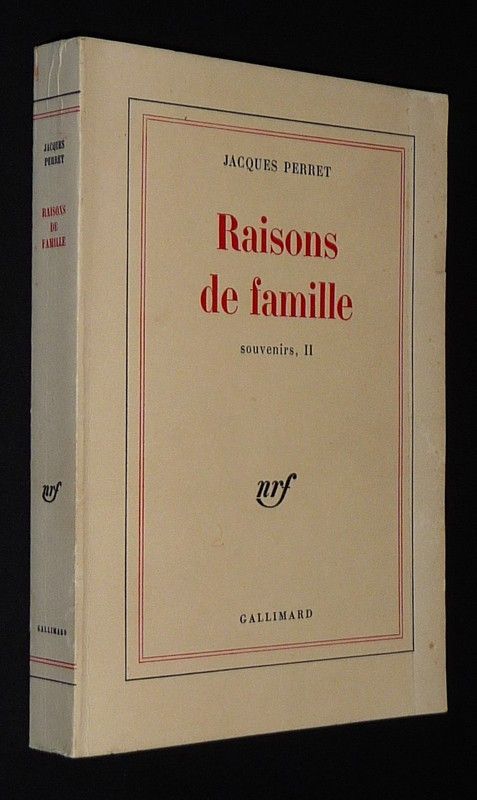 JACQUES
PERRET
RAISONS
DE
FAMILLE
nrf
GALLIMARD
JACQUES PERRET
Raisons
de famille
souvenirs, II
nrf
GALLIMARD